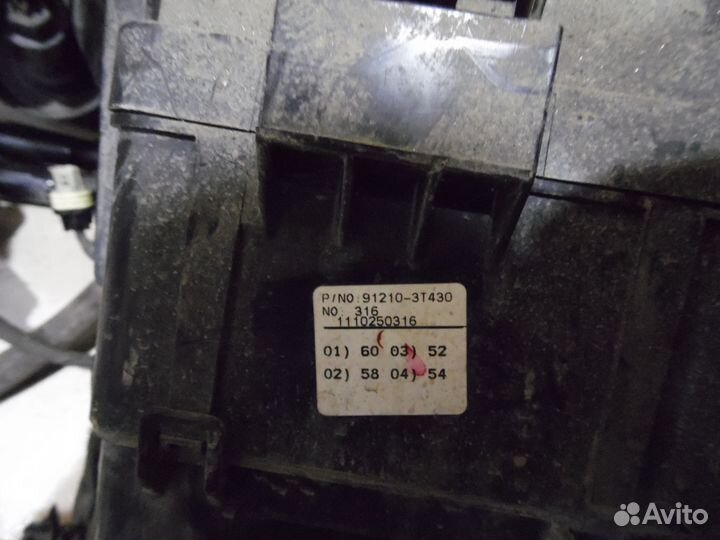 P/NO:91210-3T430
NO: 316
1110250316
01) 60 03) 52
02) 58 04) 54
Avito